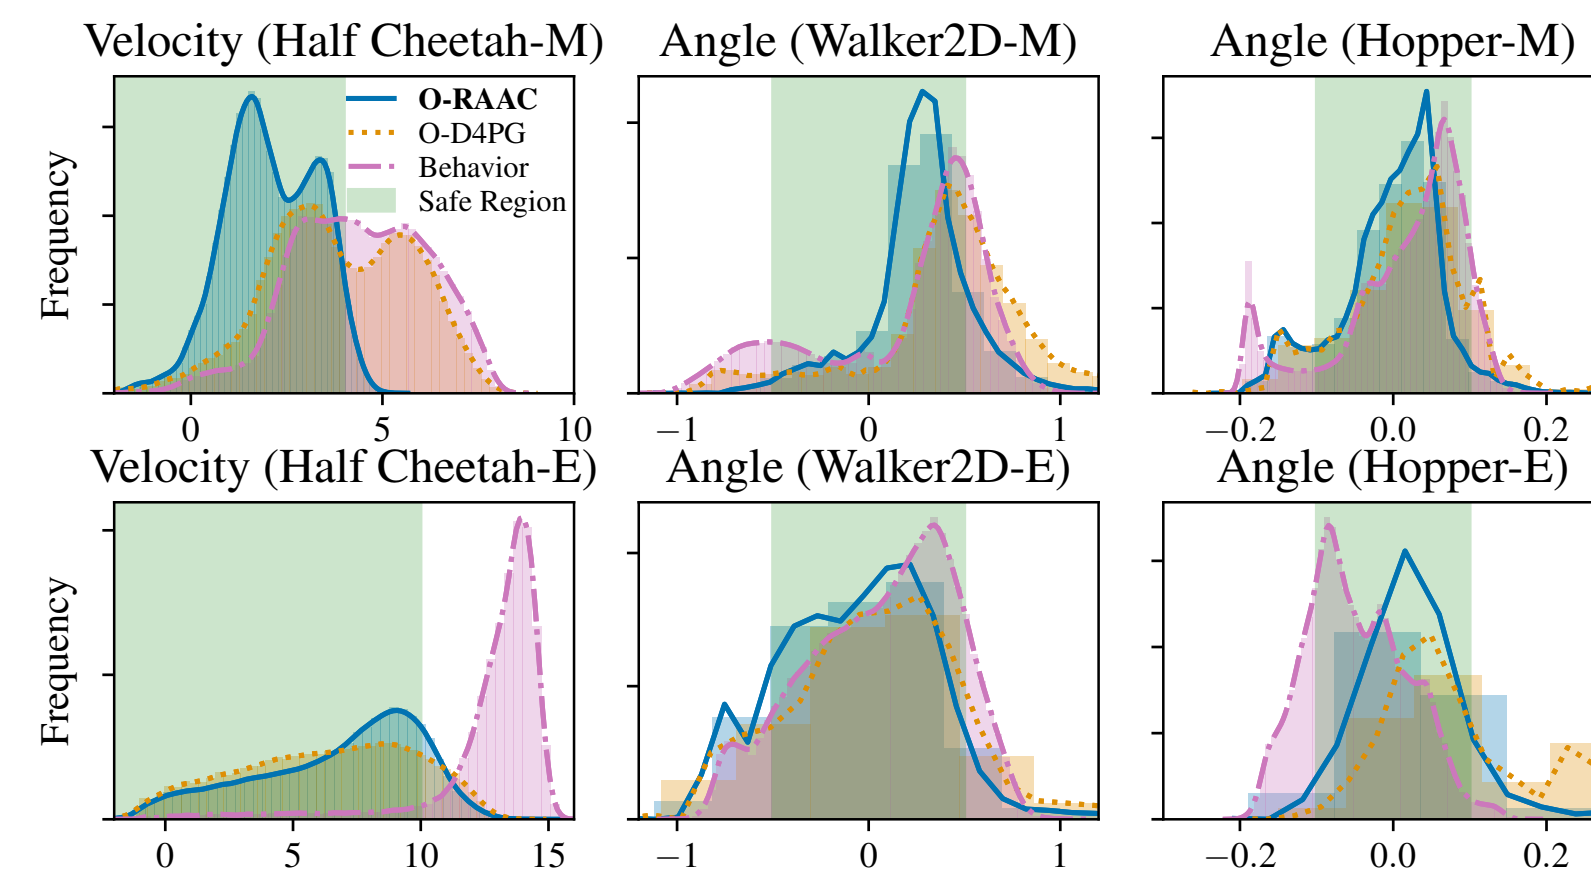 Velocity (Half Cheetah-M) Angle (Walker2D-M) Angle (Hopper-M)
O-RAAC
O-D4PG
Behavior
Safe Region
Frequency
0 5 10 −1 0 1 −0.2 0.0 0.2
Velocity (Half Cheetah-E) Angle (Walker2D-E) Angle (Hopper-E)
Frequency
0 5 10 15 −1 0 1 −0.2 0.0 0.2